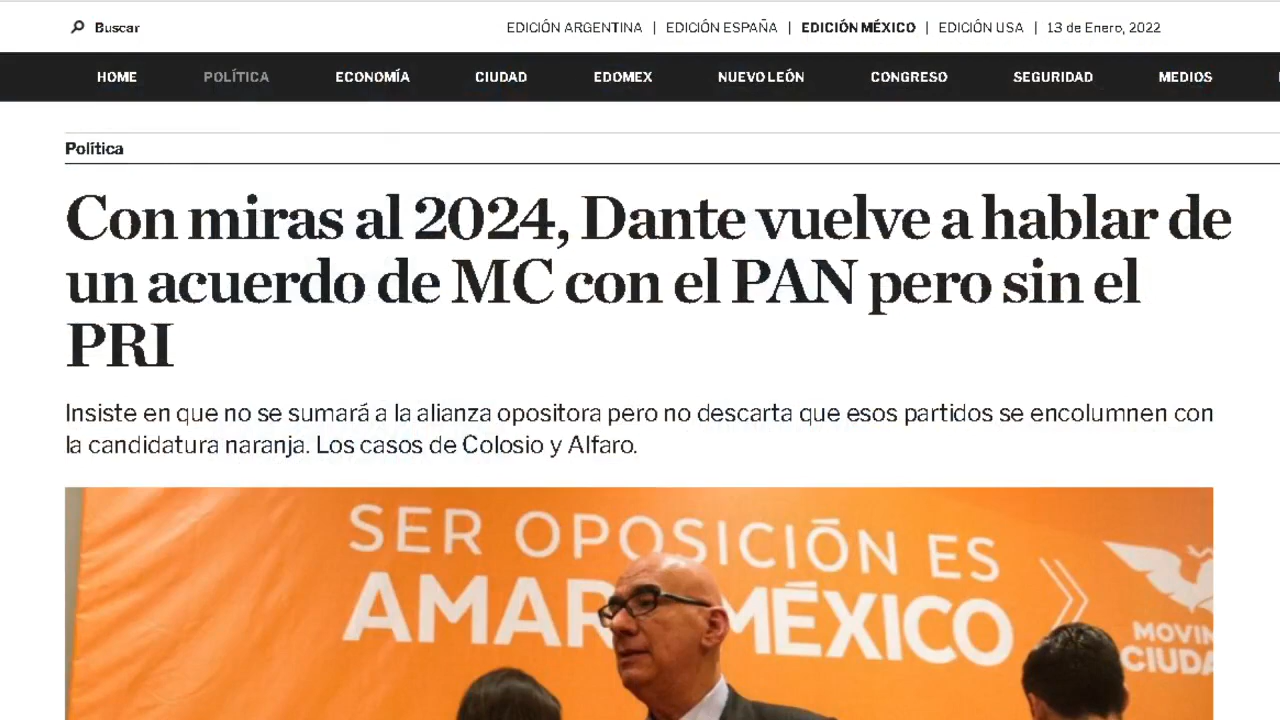 Buscar
EDICIÓN ARGENTINA | EDICIÓN ESPAÑA | EDICIÓN MÉXICO | EDICIÓN USA | 13 de Enero, 2022
HOME POLÍTICA ECONOMÍA CIUDAD EDOMEX NUEVO LEÓN CONGRESO SEGURIDAD MEDIOS
Política
Con miras al 2024, Dante vuelve a hablar de
un acuerdo de MC con el PAN pero sin el
PRI
Insiste en que no se sumará a la alianza opositora pero no descarta que esos partidos se encolumnen con
la candidatura naranja. Los casos de Colosio y Alfaro.
SER OPOSICIÓN ES
AMAR MÉXICO
MOVIM
CIUDA